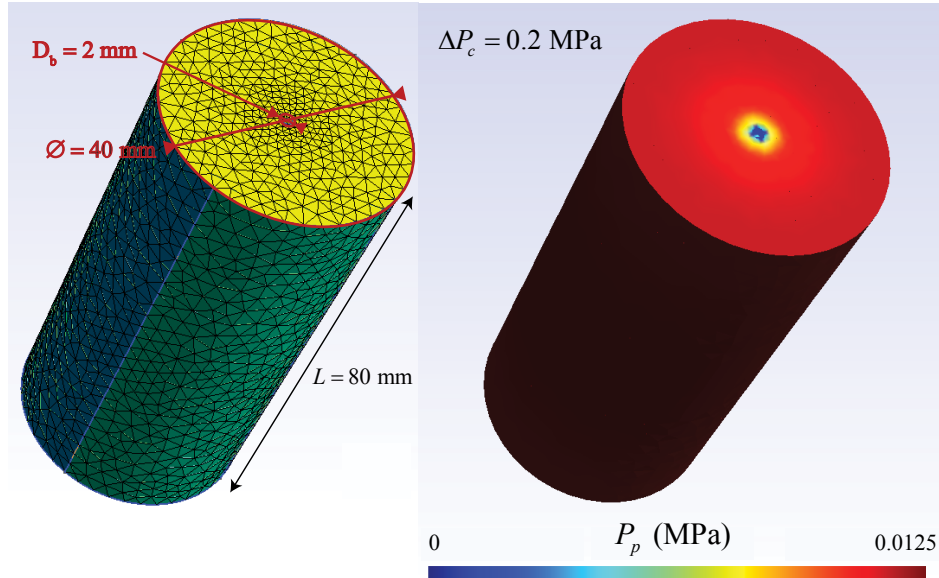 D_b = 2 mm
Ø = 40 mm
L = 80 mm
ΔP_c = 0.2 MPa
P_p (MPa)
0
0.0125